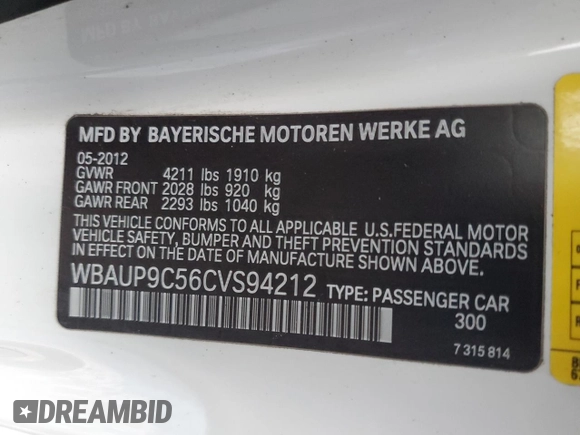 MFD BY BAYERISCHE MOTOREN WERKE AG
05-2012
GVWR 4211 lbs 1910 kg
GAWR FRONT 2028 lbs 920 kg
GAWR REAR 2293 lbs 1040 kg
THIS VEHICLE CONFORMS TO ALL APPLICABLE U.S.FEDERAL MOTOR
VEHICLE SAFETY, BUMPER AND THEFT PREVENTION STANDARDS
IN EFFECT ON THE DATE OF MANUFACTURE SHOWN ABOVE.
WBAUP9C56CVS94212 TYPE: PASSENGER CAR
300
7 315 814
DREAMBID